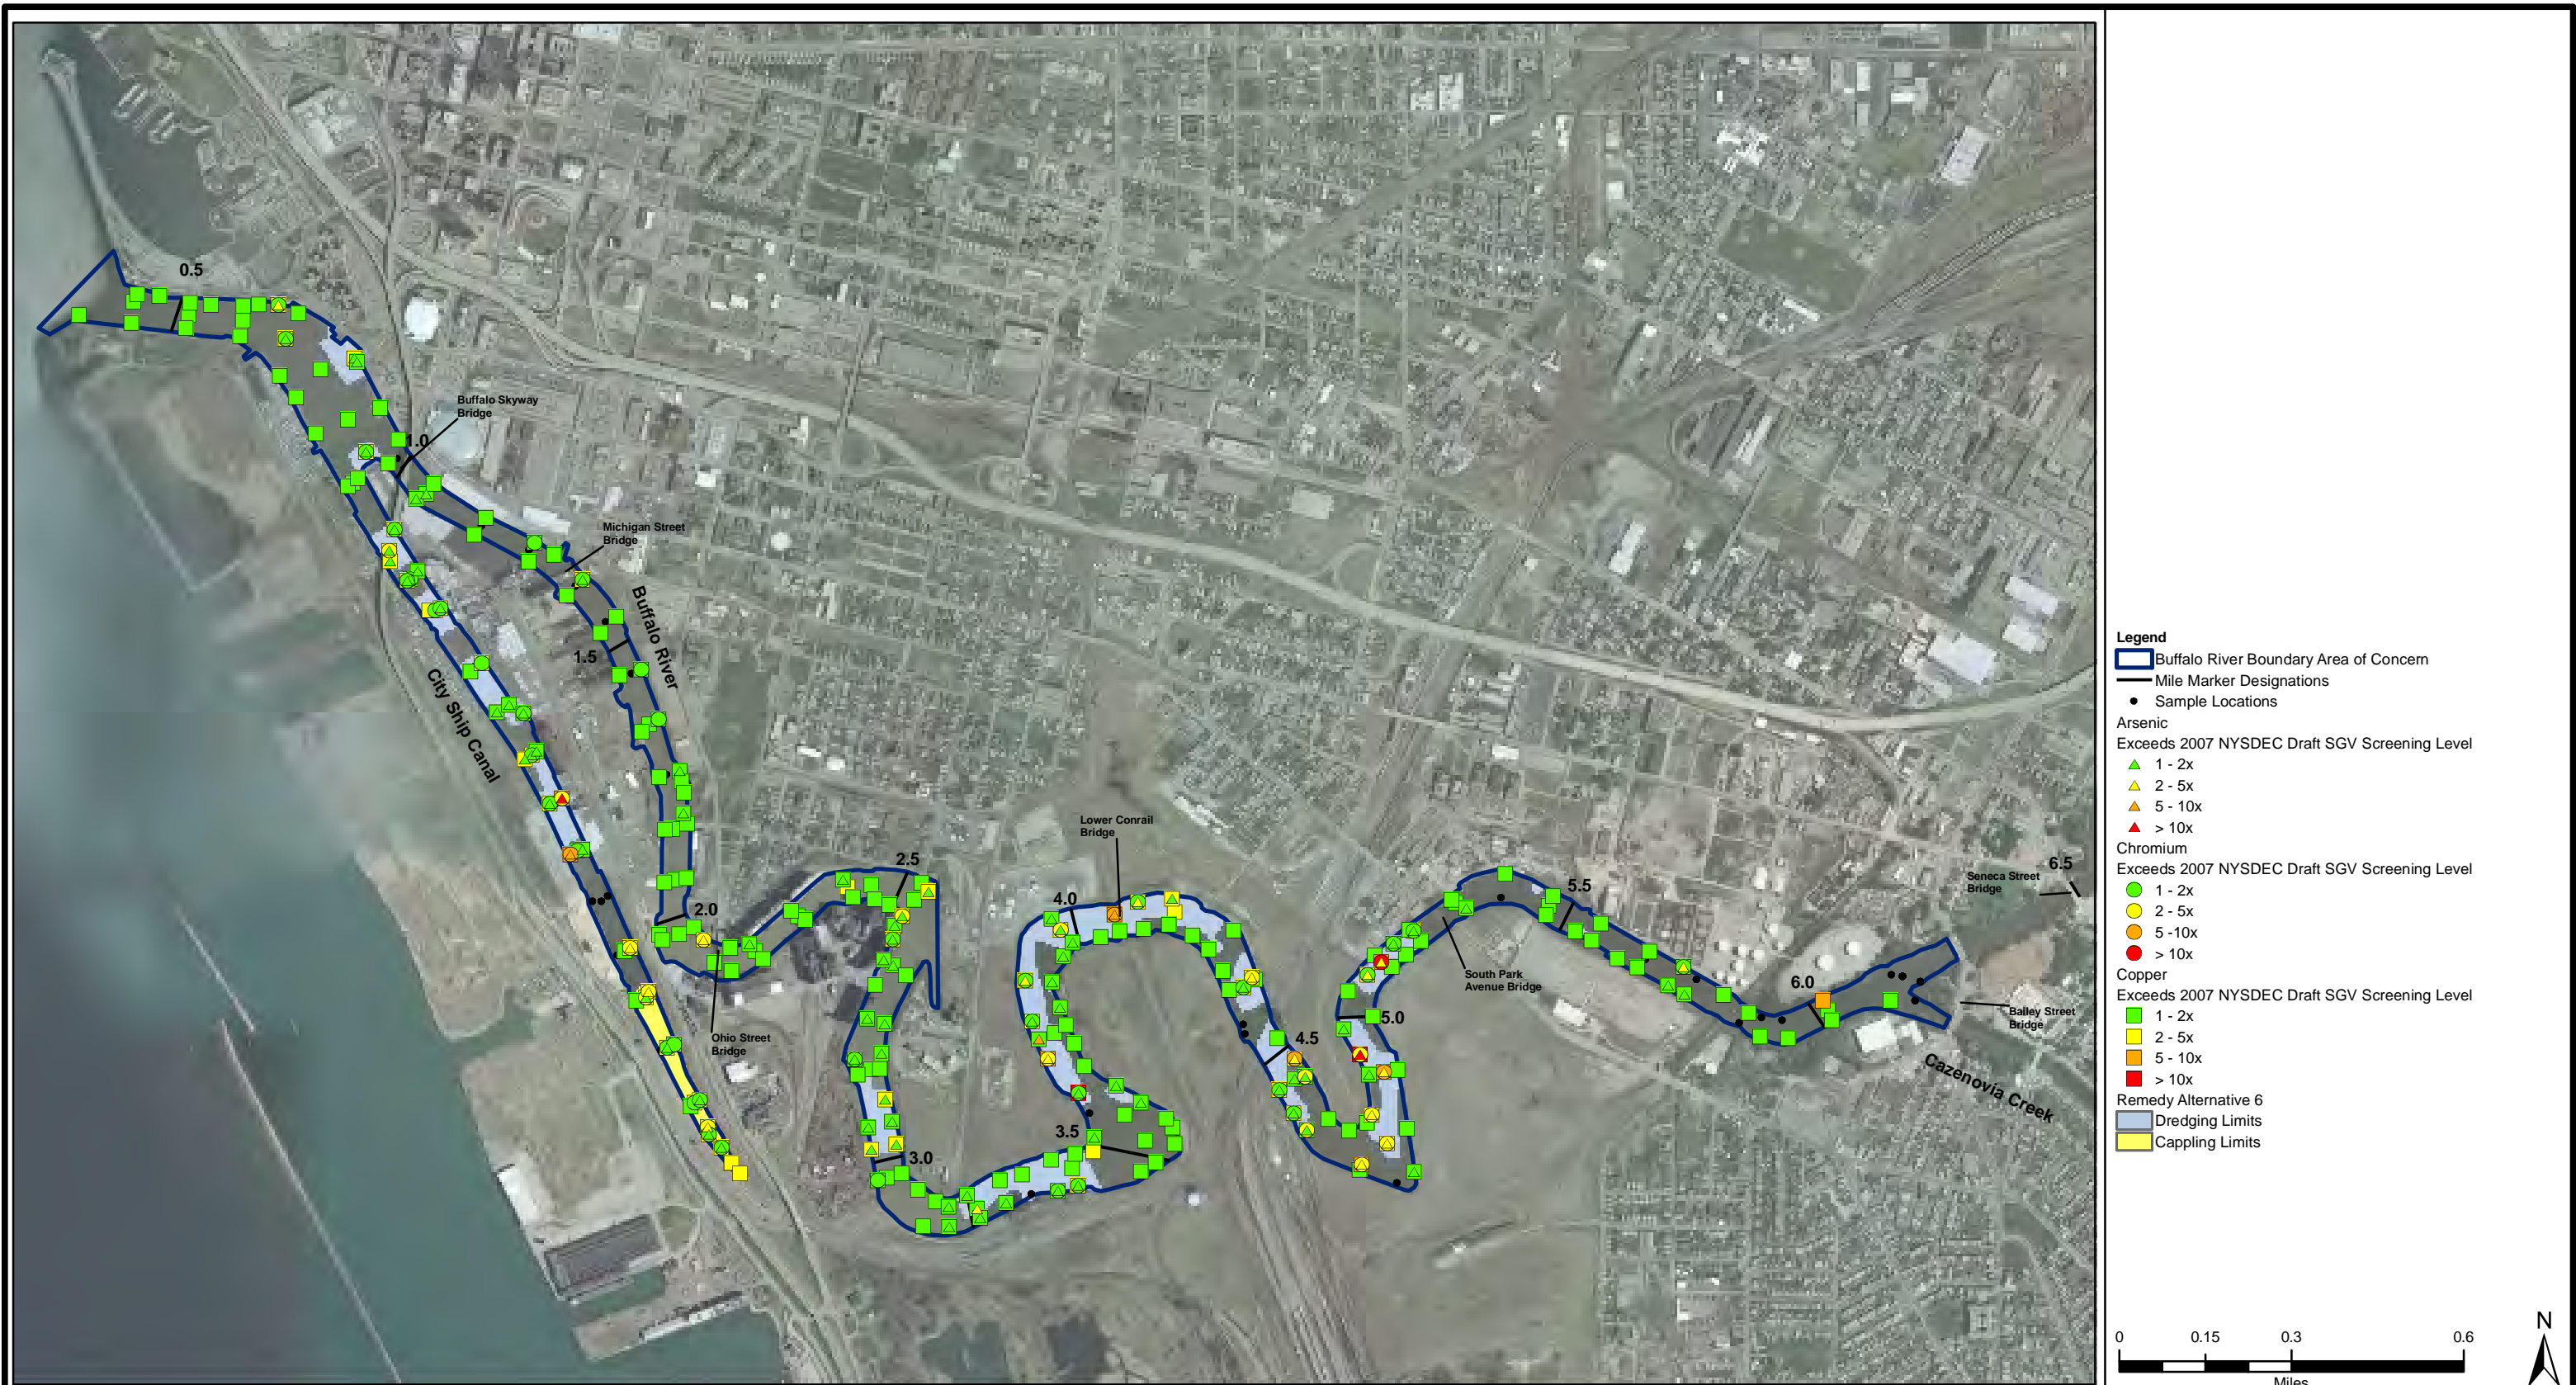 0.5
Buffalo Skyway
Bridge
1.0
Michigan Street
Bridge
Buffalo River
1.5
City Ship Canal
2.0
Ohio Street
Bridge
2.5
3.0
3.5
Lower Conrail
Bridge
4.0
4.5
5.0
South Park
Avenue Bridge
5.5
6.0
6.5
Seneca Street
Bridge
Bailey Street
Bridge
Cazenovia Creek
Legend
Buffalo River Boundary Area of Concern
Mile Marker Designations
Sample Locations
Arsenic
Exceeds 2007 NYSDEC Draft SGV Screening Level
1 - 2x
2 - 5x
5 - 10x
> 10x
Chromium
Exceeds 2007 NYSDEC Draft SGV Screening Level
1 - 2x
2 - 5x
5 -10x
> 10x
Copper
Exceeds 2007 NYSDEC Draft SGV Screening Level
1 - 2x
2 - 5x
5 - 10x
> 10x
Remedy Alternative 6
Dredging Limits
Cappling Limits
0 0.15 0.3 0.6
Miles
N